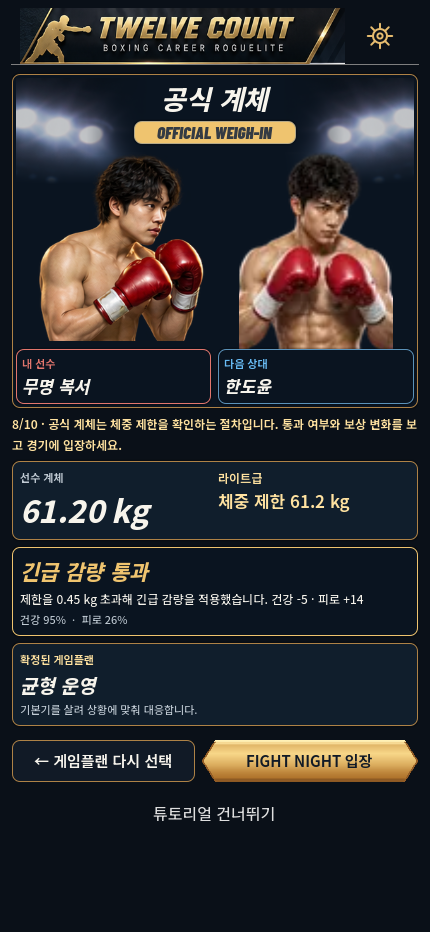 TWELVE COUNT
BOXING CAREER ROGUELITE
공식 계체
OFFICIAL WEIGH-IN
내 선수
무명 복서
다음 상대
한도윤
8/10 · 공식 계체는 체중 제한을 확인하는 절차입니다. 통과 여부와 보상 변화를 보
고 경기에 입장하세요.
선수 계체
61.20 kg
라이트급
체중 제한 61.2 kg
긴급 감량 통과
제한을 0.45 kg 초과해 긴급 감량을 적용했습니다. 건강 -5 · 피로 +14
건강 95% · 피로 26%
확정된 게임플랜
균형 운영
기본기를 살려 상황에 맞춰 대응합니다.
← 게임플랜 다시 선택
FIGHT NIGHT 입장
튜토리얼 건너뛰기